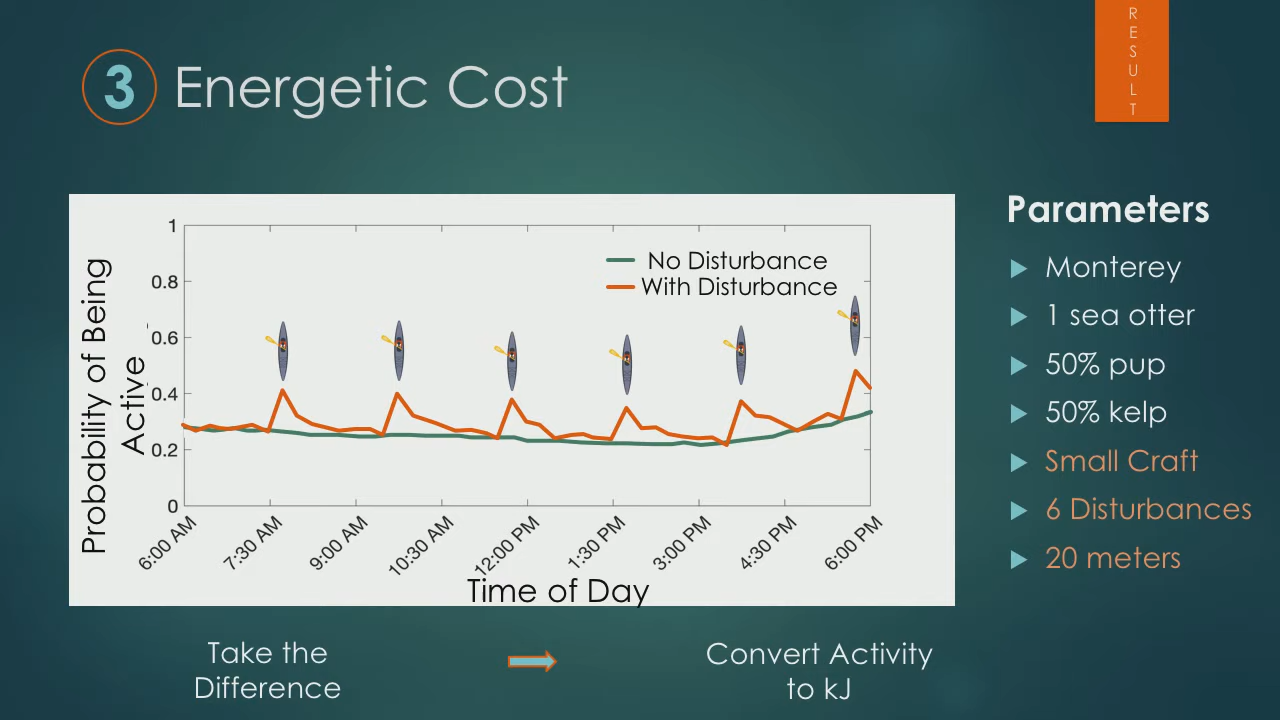 R
E
S
U
L
T
3 Energetic Cost
Parameters
Monterey
1 sea otter
50% pup
50% kelp
Small Craft
6 Disturbances
20 meters
No Disturbance
With Disturbance
Probability of Being
Active
1
0.8
0.6
0.4
0.2
0
6:00 AM
7:30 AM
9:00 AM
10:30 AM
12:00 PM
1:30 PM
3:00 PM
4:30 PM
6:00 PM
Time of Day
Take the
Difference
Convert Activity
to kJ